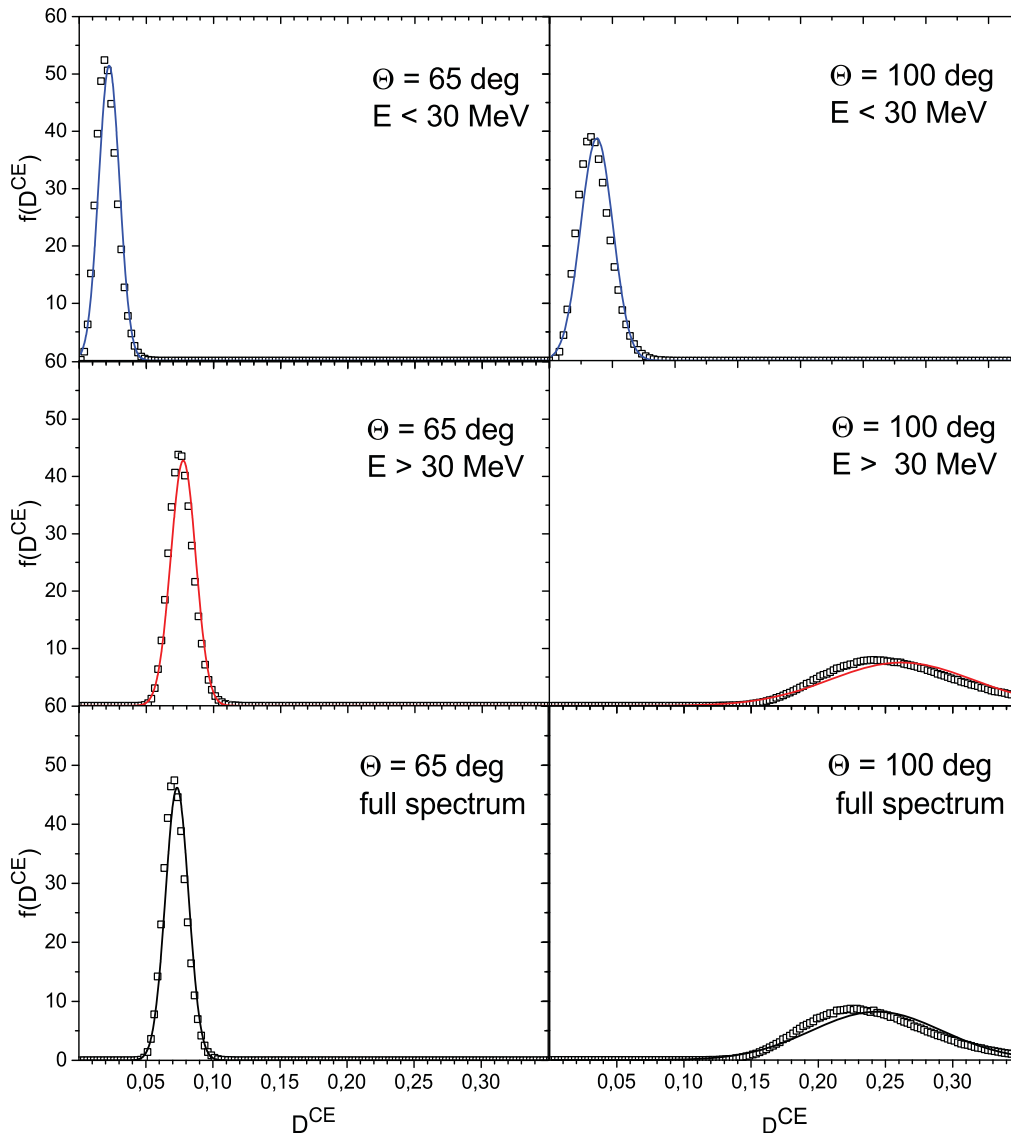 60
50
40
30
20
10
f(D^CE)
Θ = 65 deg
E < 30 MeV
Θ = 100 deg
E < 30 MeV
60
50
40
30
20
10
f(D^CE)
Θ = 65 deg
E > 30 MeV
Θ = 100 deg
E > 30 MeV
60
50
40
30
20
10
0
f(D^CE)
Θ = 65 deg
full spectrum
Θ = 100 deg
full spectrum
0,05 0,10 0,15 0,20 0,25 0,30
0,05 0,10 0,15 0,20 0,25 0,30
D^CE
D^CE